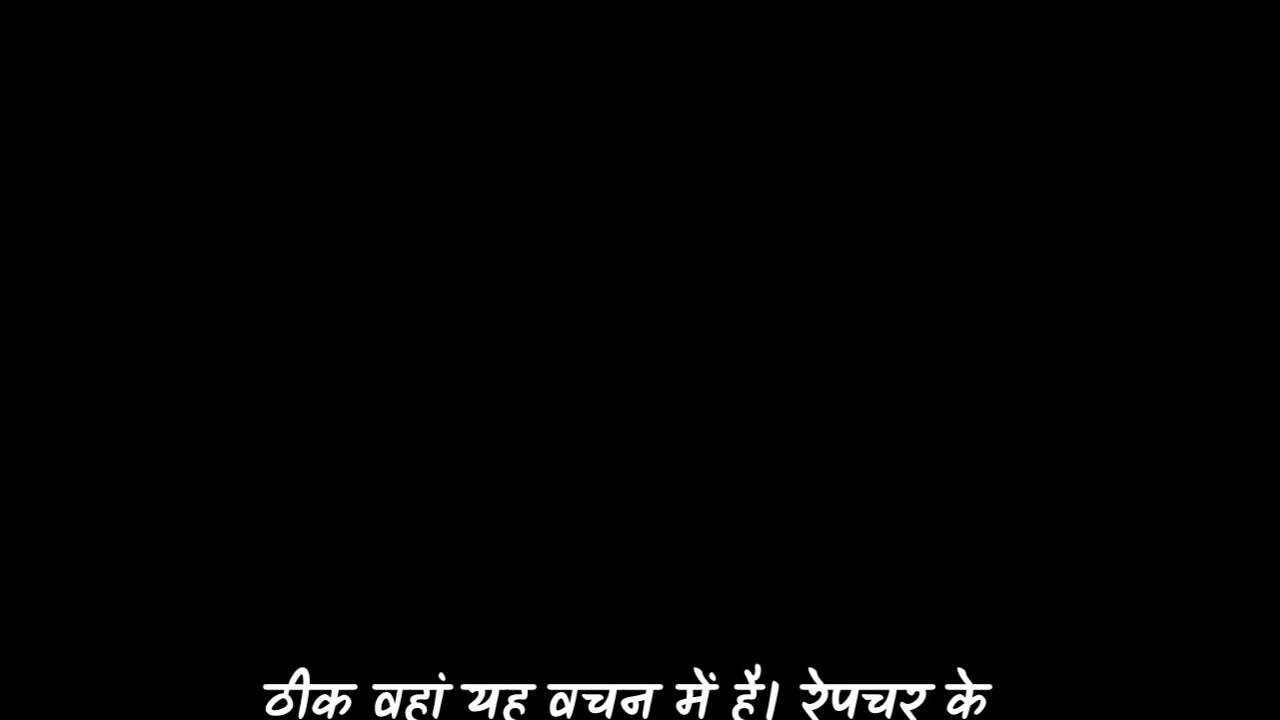 ठीक वहां यह वचन में है। रेपचर के